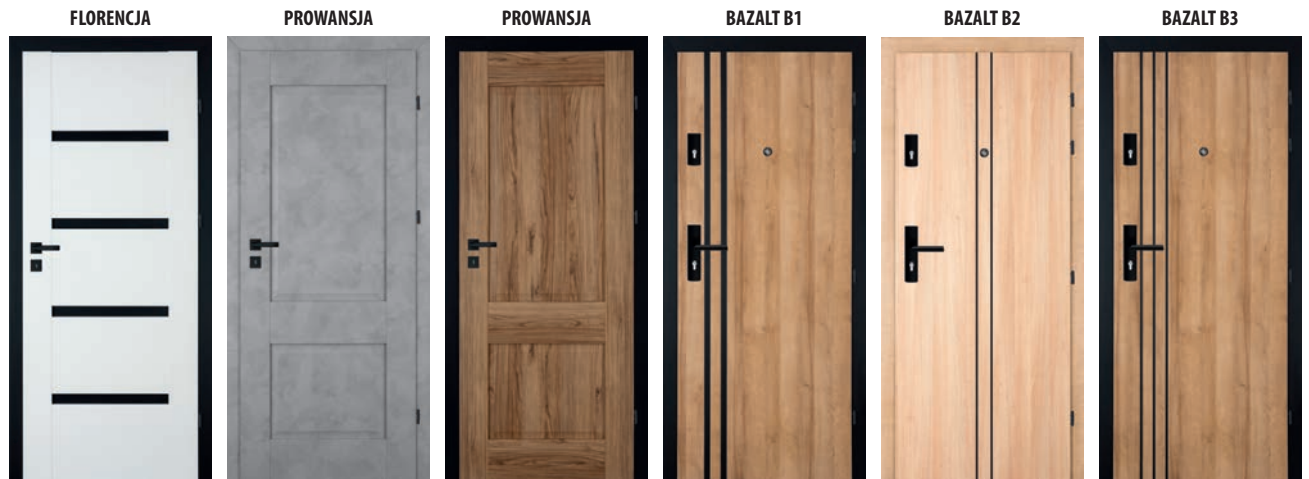 FLORENCJA
PROWANSJA
PROWANSJA
BAZALT B1
BAZALT B2
BAZALT B3